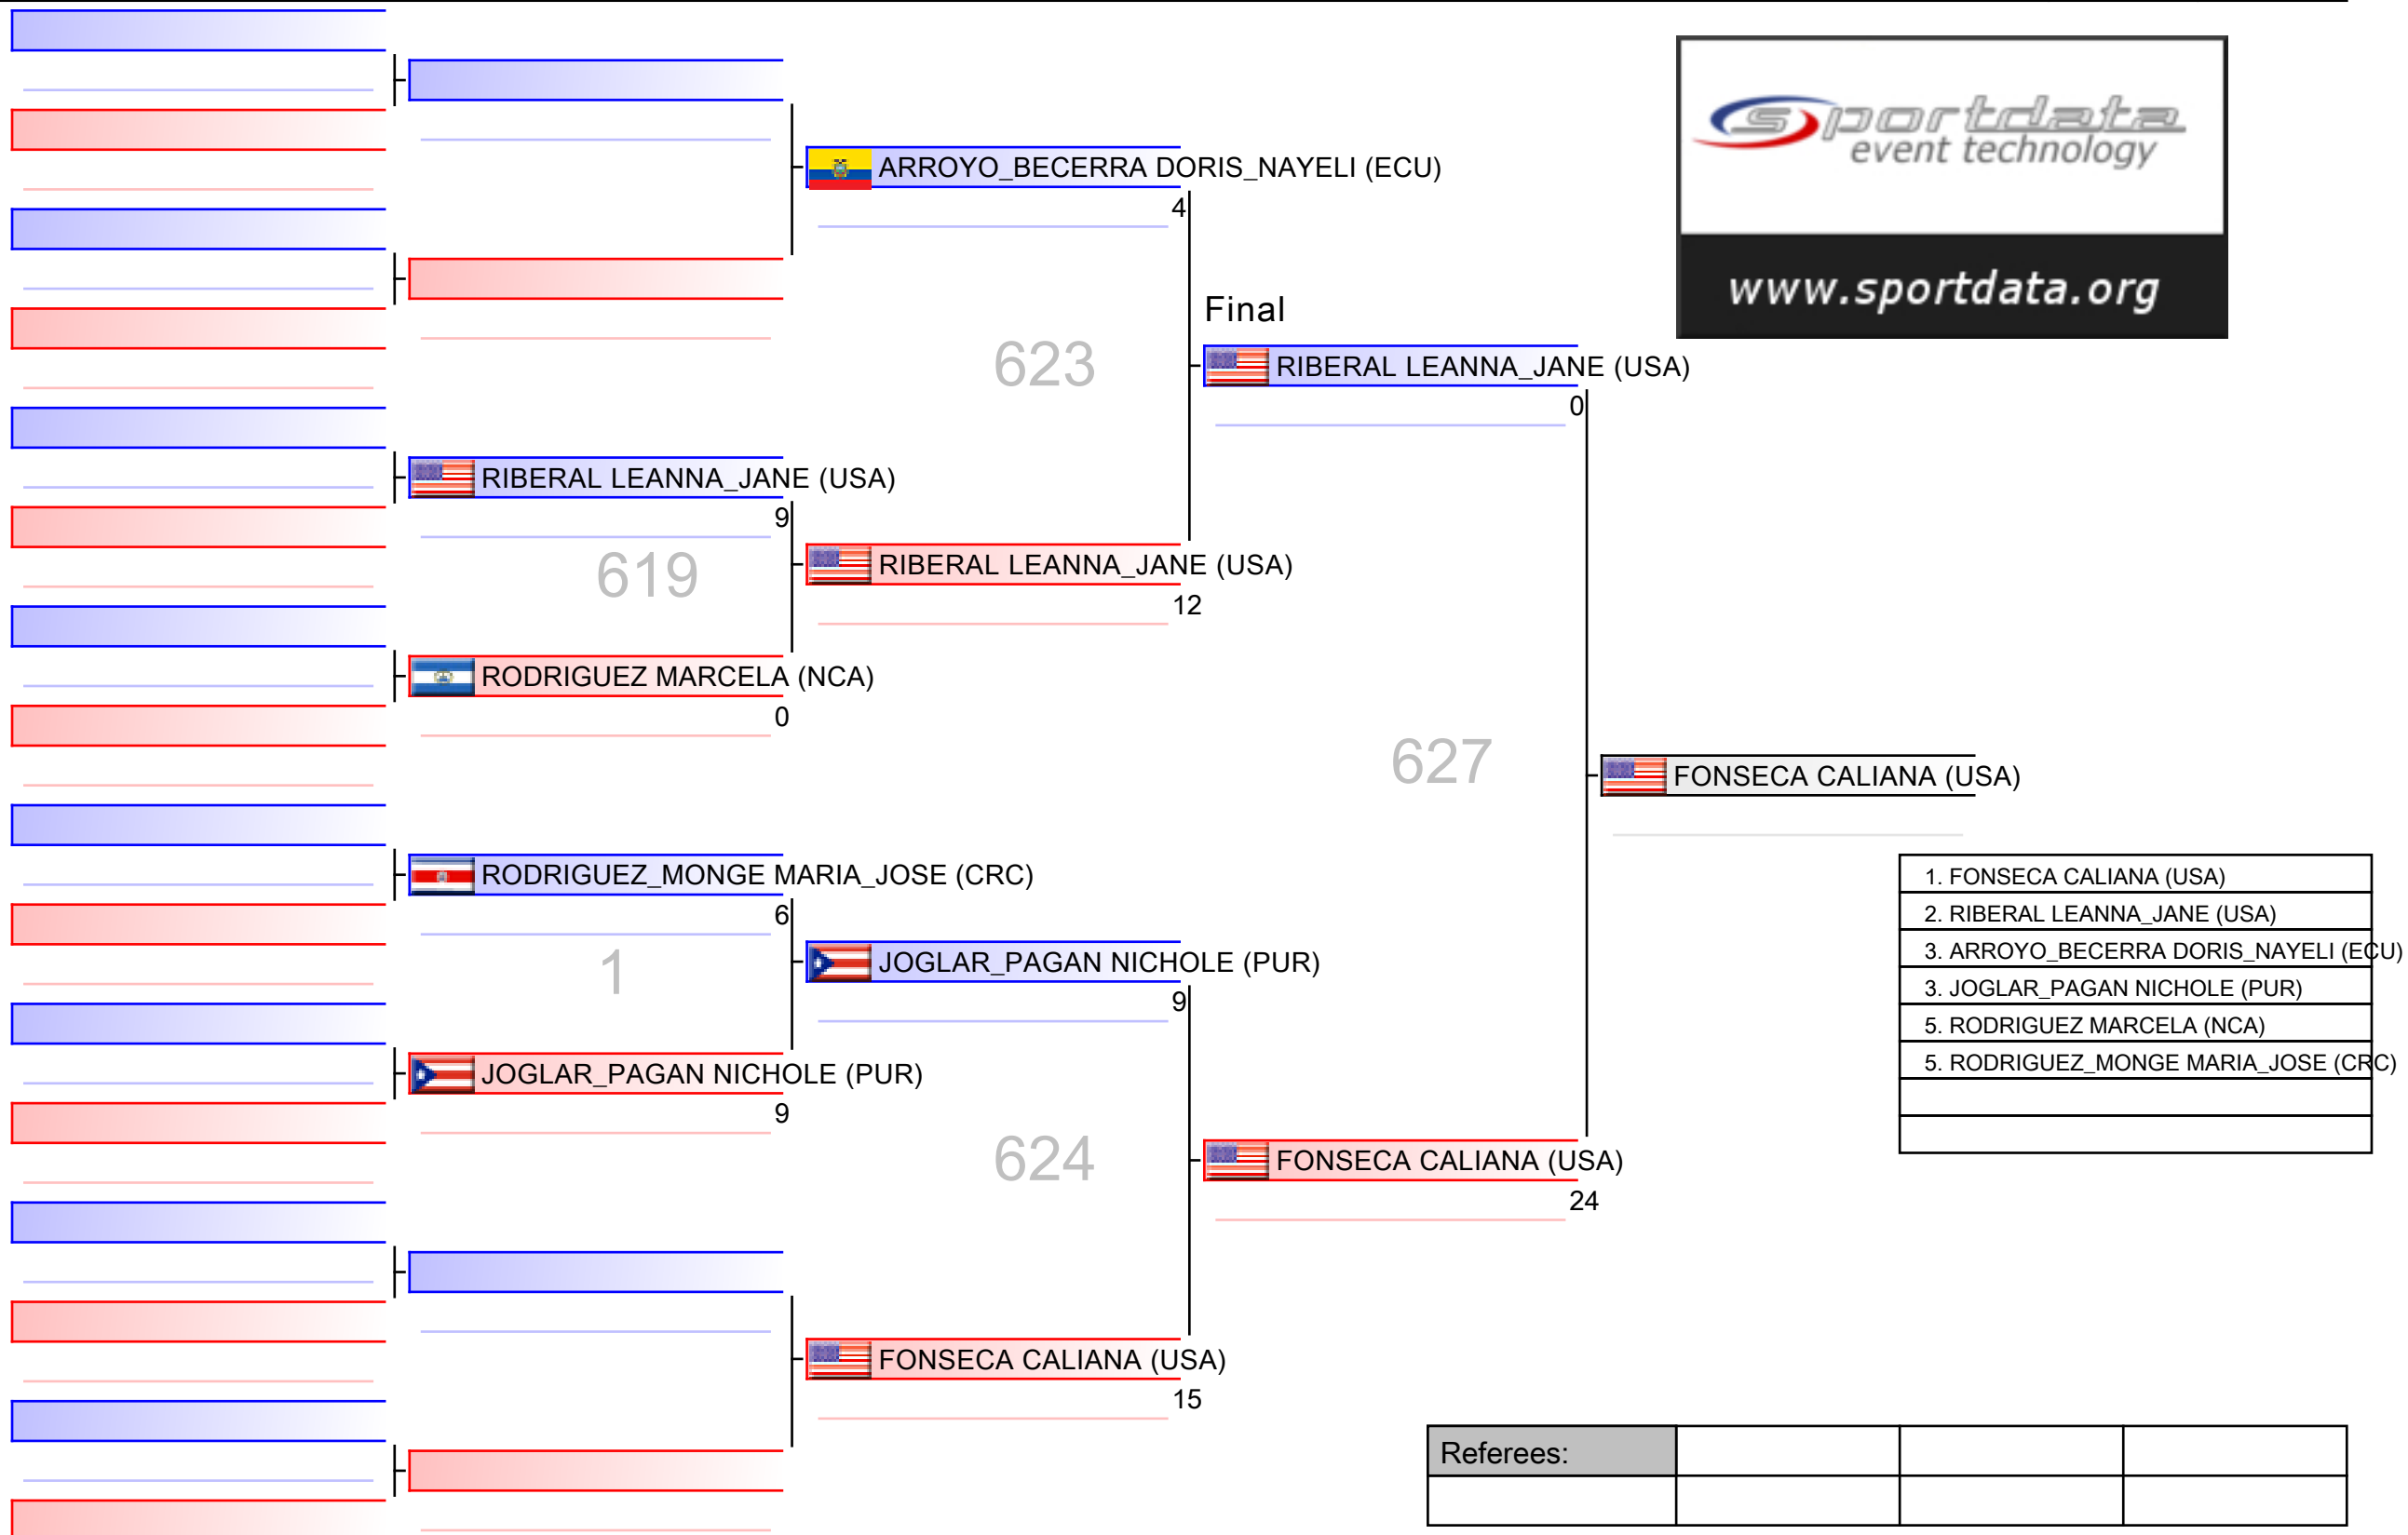 sportdata
event technology
www.sportdata.org
ARROYO_BECERRA DORIS_NAYELI (ECU)
4
623
Final
RIBERAL LEANNA_JANE (USA)
0
RIBERAL LEANNA_JANE (USA)
9
619
RIBERAL LEANNA_JANE (USA)
12
RODRIGUEZ MARCELA (NCA)
0
627
FONSECA CALIANA (USA)
RODRIGUEZ_MONGE MARIA_JOSE (CRC)
6
1
JOGLAR_PAGAN NICHOLE (PUR)
9
JOGLAR_PAGAN NICHOLE (PUR)
9
624
FONSECA CALIANA (USA)
24
FONSECA CALIANA (USA)
15
1. FONSECA CALIANA (USA)
2. RIBERAL LEANNA_JANE (USA)
3. ARROYO_BECERRA DORIS_NAYELI (ECU)
3. JOGLAR_PAGAN NICHOLE (PUR)
5. RODRIGUEZ MARCELA (NCA)
5. RODRIGUEZ_MONGE MARIA_JOSE (CRC)
Referees: